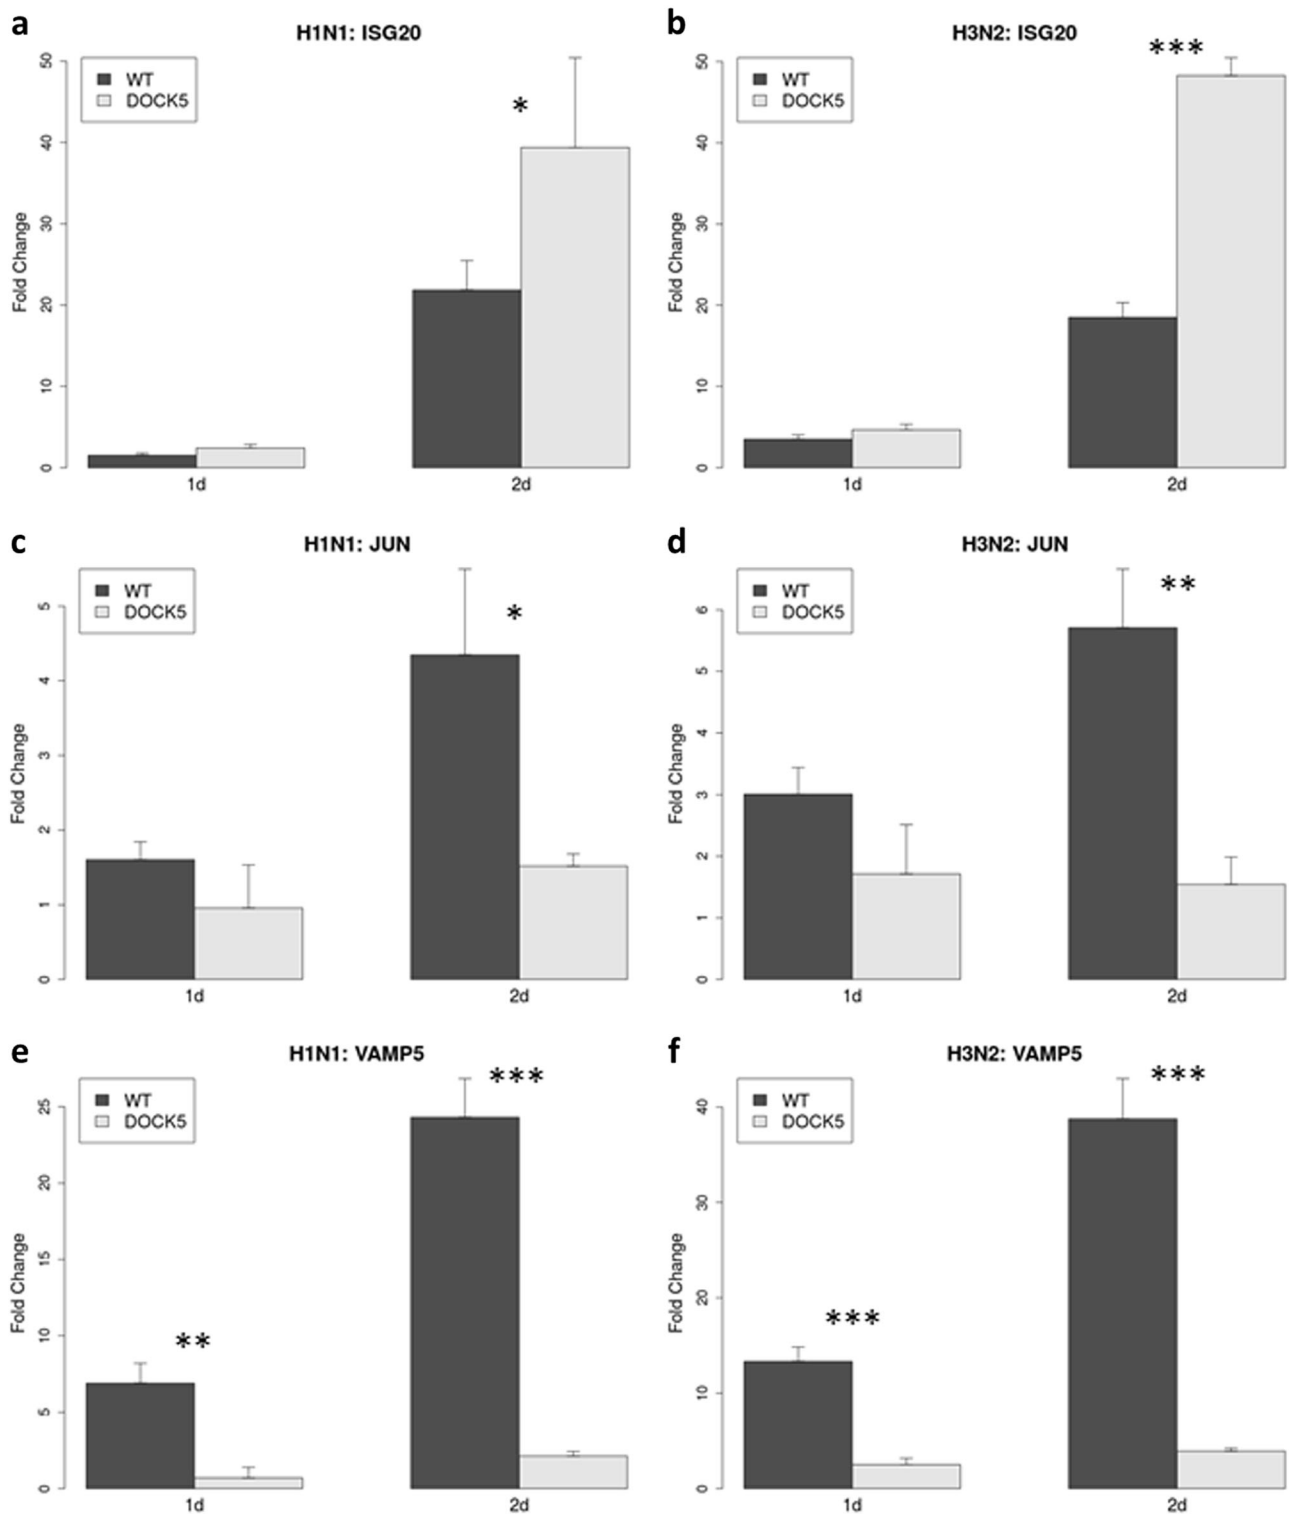 a
H1N1: ISG20
WT
DOCK5
*
Fold Change
0
10
20
30
40
50
1d
2d
b
H3N2: ISG20
WT
DOCK5
***
Fold Change
0
10
20
30
40
50
1d
2d
c
H1N1: JUN
WT
DOCK5
*
Fold Change
0
1
2
3
4
5
1d
2d
d
H3N2: JUN
WT
DOCK5
**
Fold Change
0
1
2
3
4
5
6
1d
2d
e
H1N1: VAMP5
WT
DOCK5
***
**
Fold Change
0
5
10
15
20
25
1d
2d
f
H3N2: VAMP5
WT
DOCK5
***
***
Fold Change
0
10
20
30
40
1d
2d